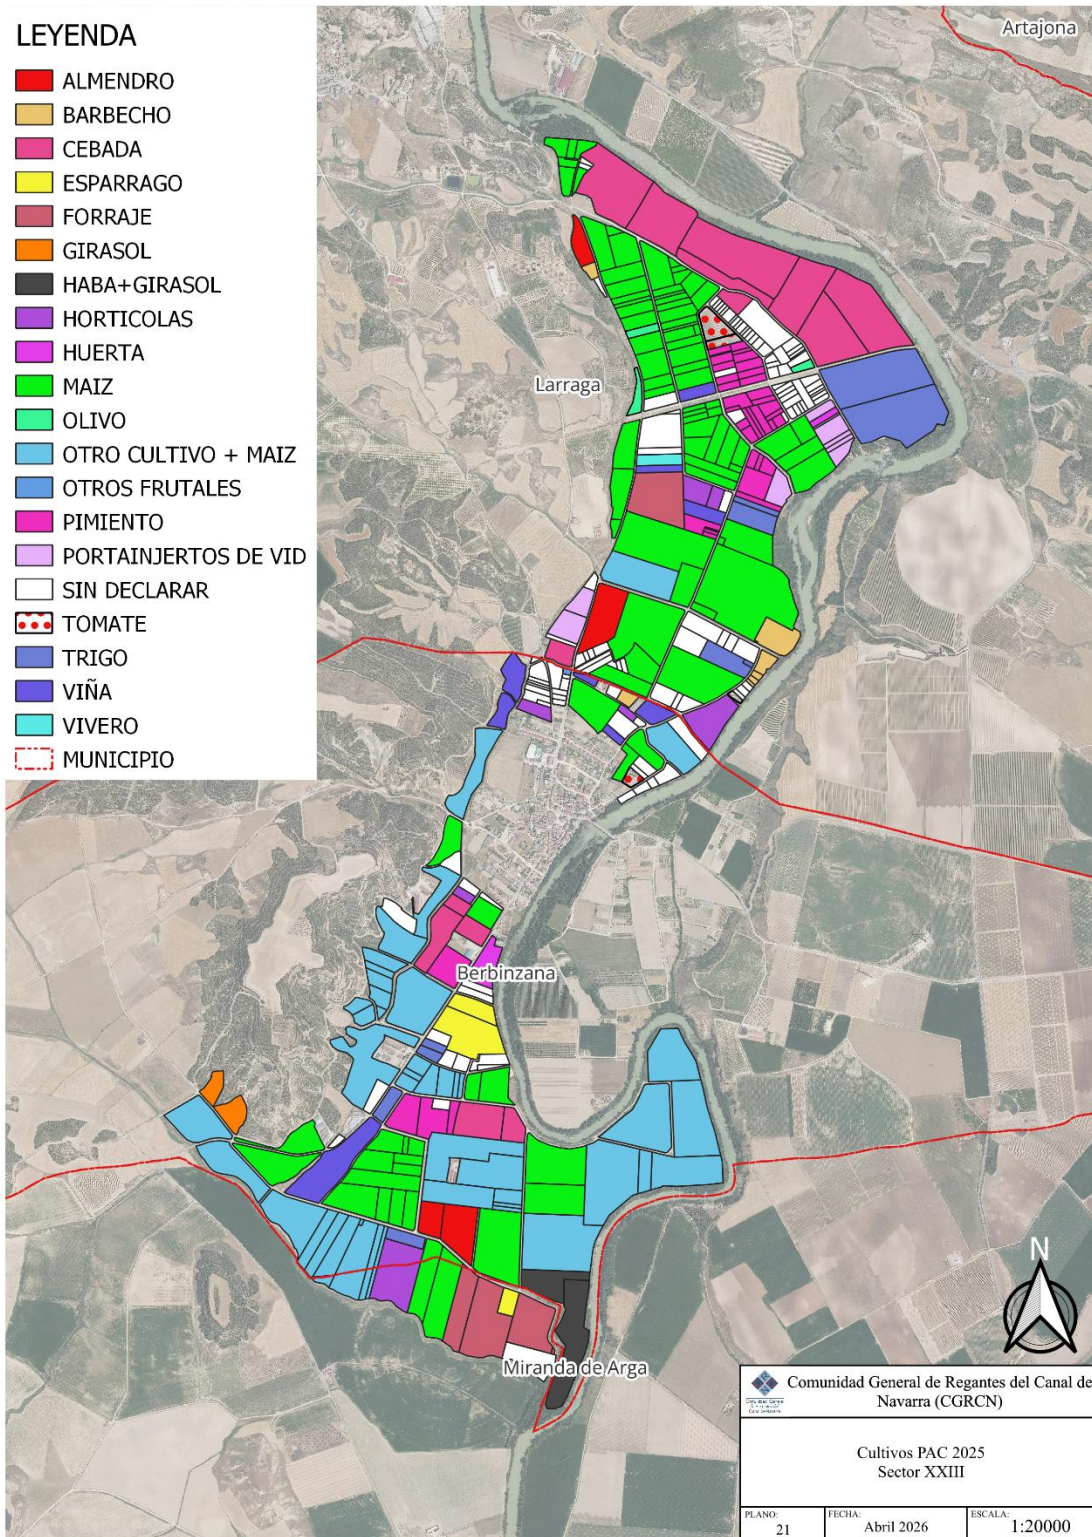 LEYENDA
ALMENDRO
BARBECHO
CEBADA
ESPARRAGO
FORRAJE
GIRASOL
HABA+GIRASOL
HORTICOLAS
HUERTA
MAIZ
OLIVO
OTRO CULTIVO + MAIZ
OTROS FRUTALES
PIMIENTO
PORTAINJERTOS DE VID
SIN DECLARAR
TOMATE
TRIGO
VIÑA
VIVERO
MUNICIPIO
Artajona
Larraga
Berbinzana
Miranda de Arga
N
Comunidad General de Regantes del Canal de
Navarra (CGRCN)
Cultivos PAC 2025
Sector XXIII
PLANO:
21
FECHA:
Abril 2026
ESCALA:
1:20000